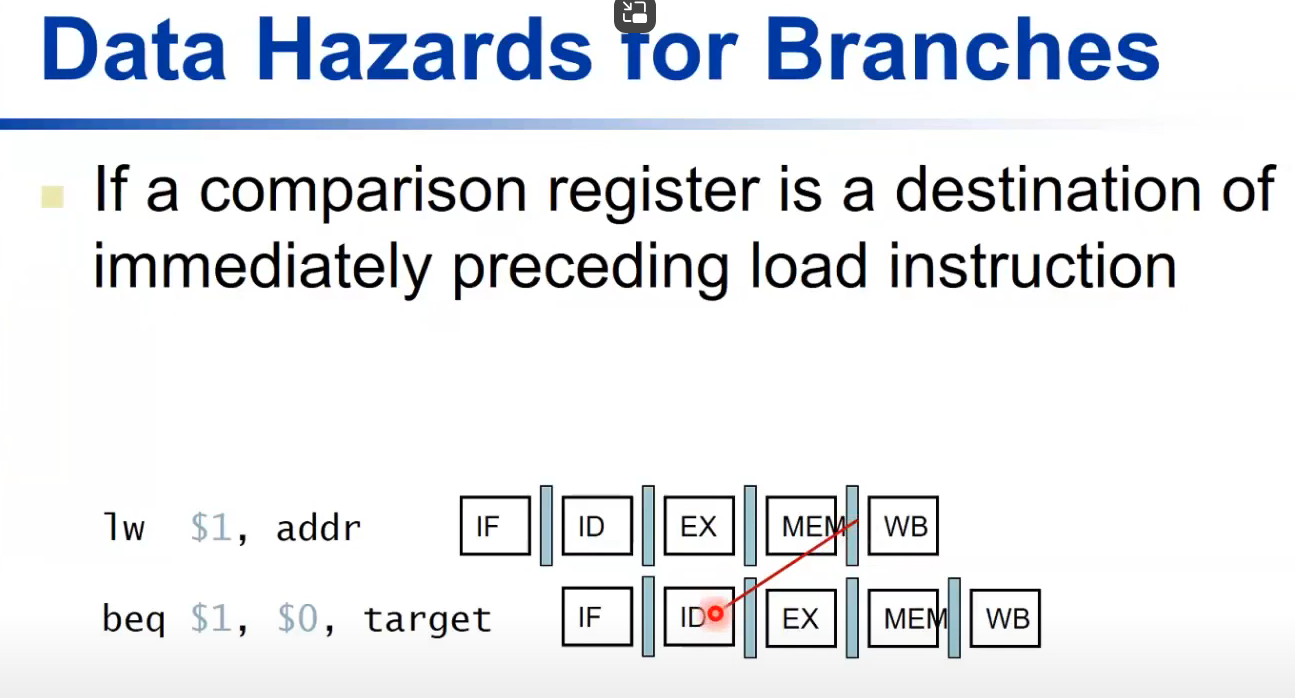 Data Hazards for Branches
If a comparison register is a destination of
immediately preceding load instruction
lw $1, addr IF ID EX MEM WB
beq $1, $0, target IF ID EX MEM WB